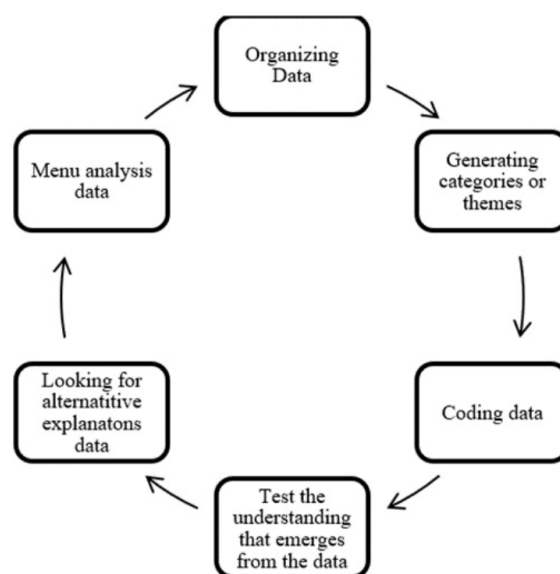 Organizing
Data
Generating
categories or
themes
Coding data
Test the
understanding
that emerges
from the data
Looking for
alternatitive
explanatons
data
Menu analysis
data